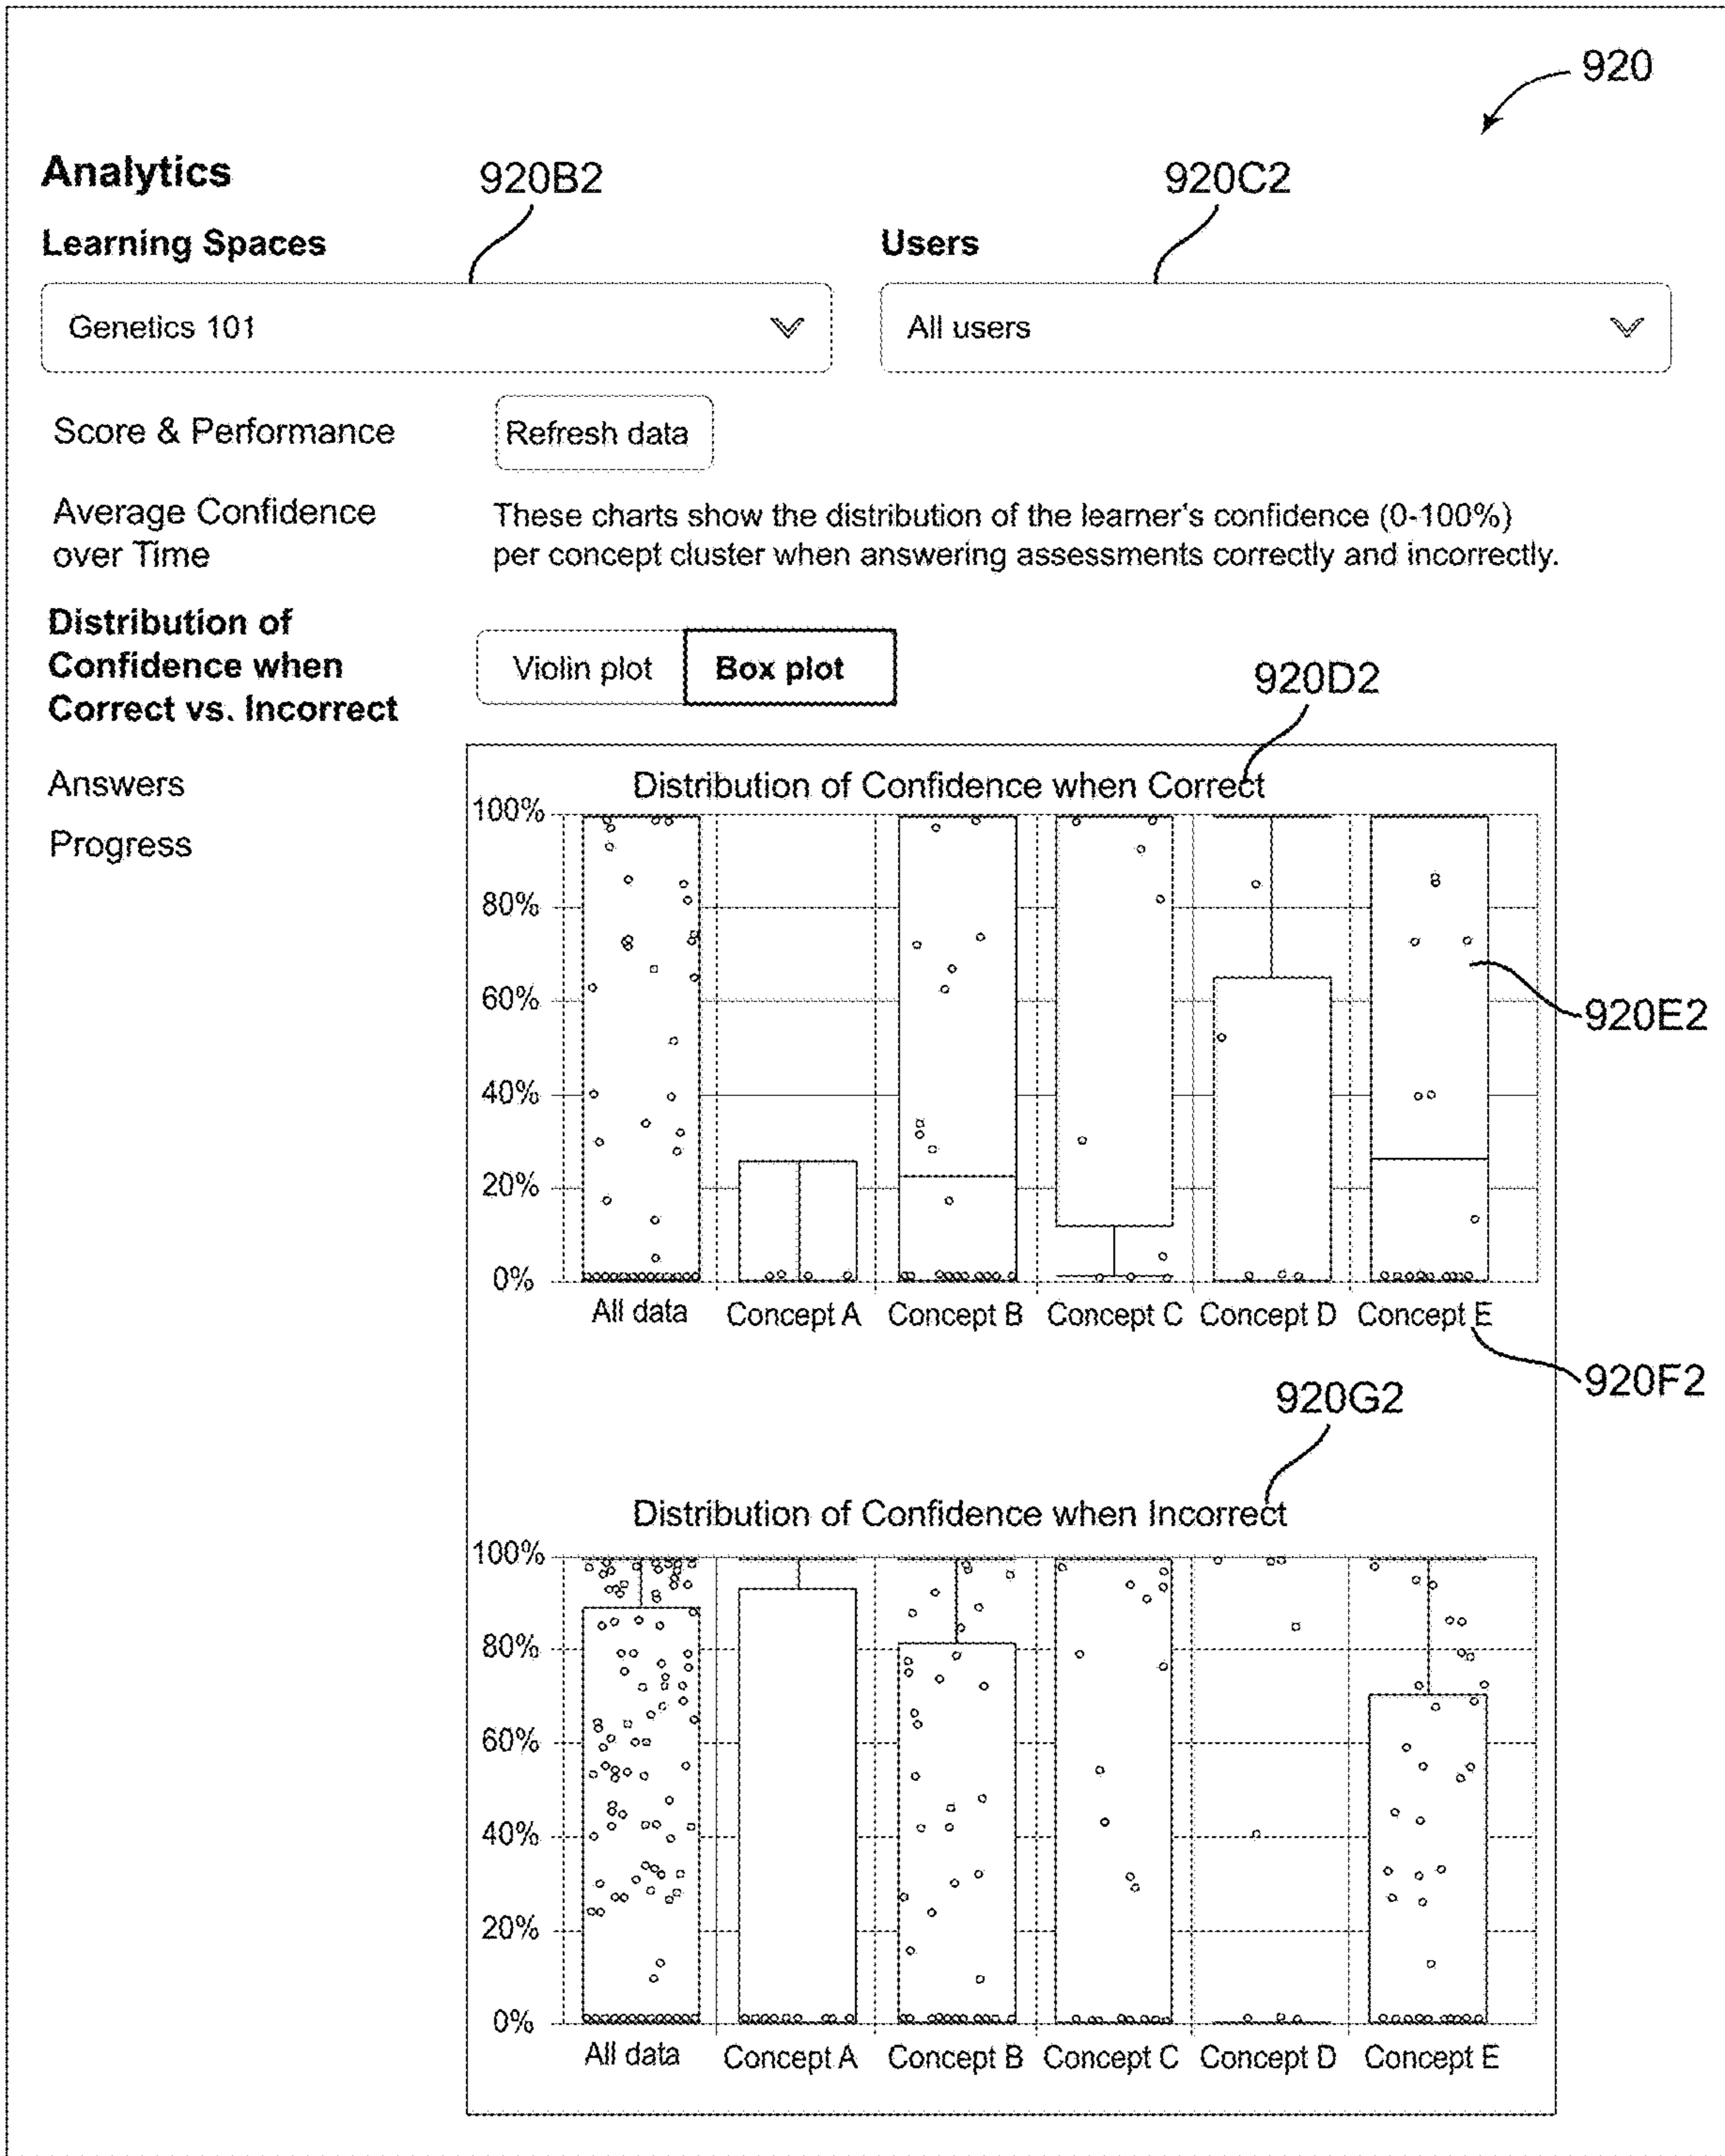 920
Analytics
920B2
920C2
Learning Spaces
Users
Genetics 101
All users
Score & Performance
Refresh data
Average Confidence
over Time
These charts show the distribution of the learner's confidence (0-100%)
per concept cluster when answering assessments correctly and incorrectly.
Distribution of
Confidence when
Correct vs. Incorrect
Violin plot
Box plot
920D2
Answers
Progress
Distribution of Confidence when Correct
100%
80%
60%
40%
20%
0%
920E2
All data Concept A Concept B Concept C Concept D Concept E
920F2
920G2
Distribution of Confidence when Incorrect
100%
80%
60%
40%
20%
0%
All data Concept A Concept B Concept C Concept D Concept E